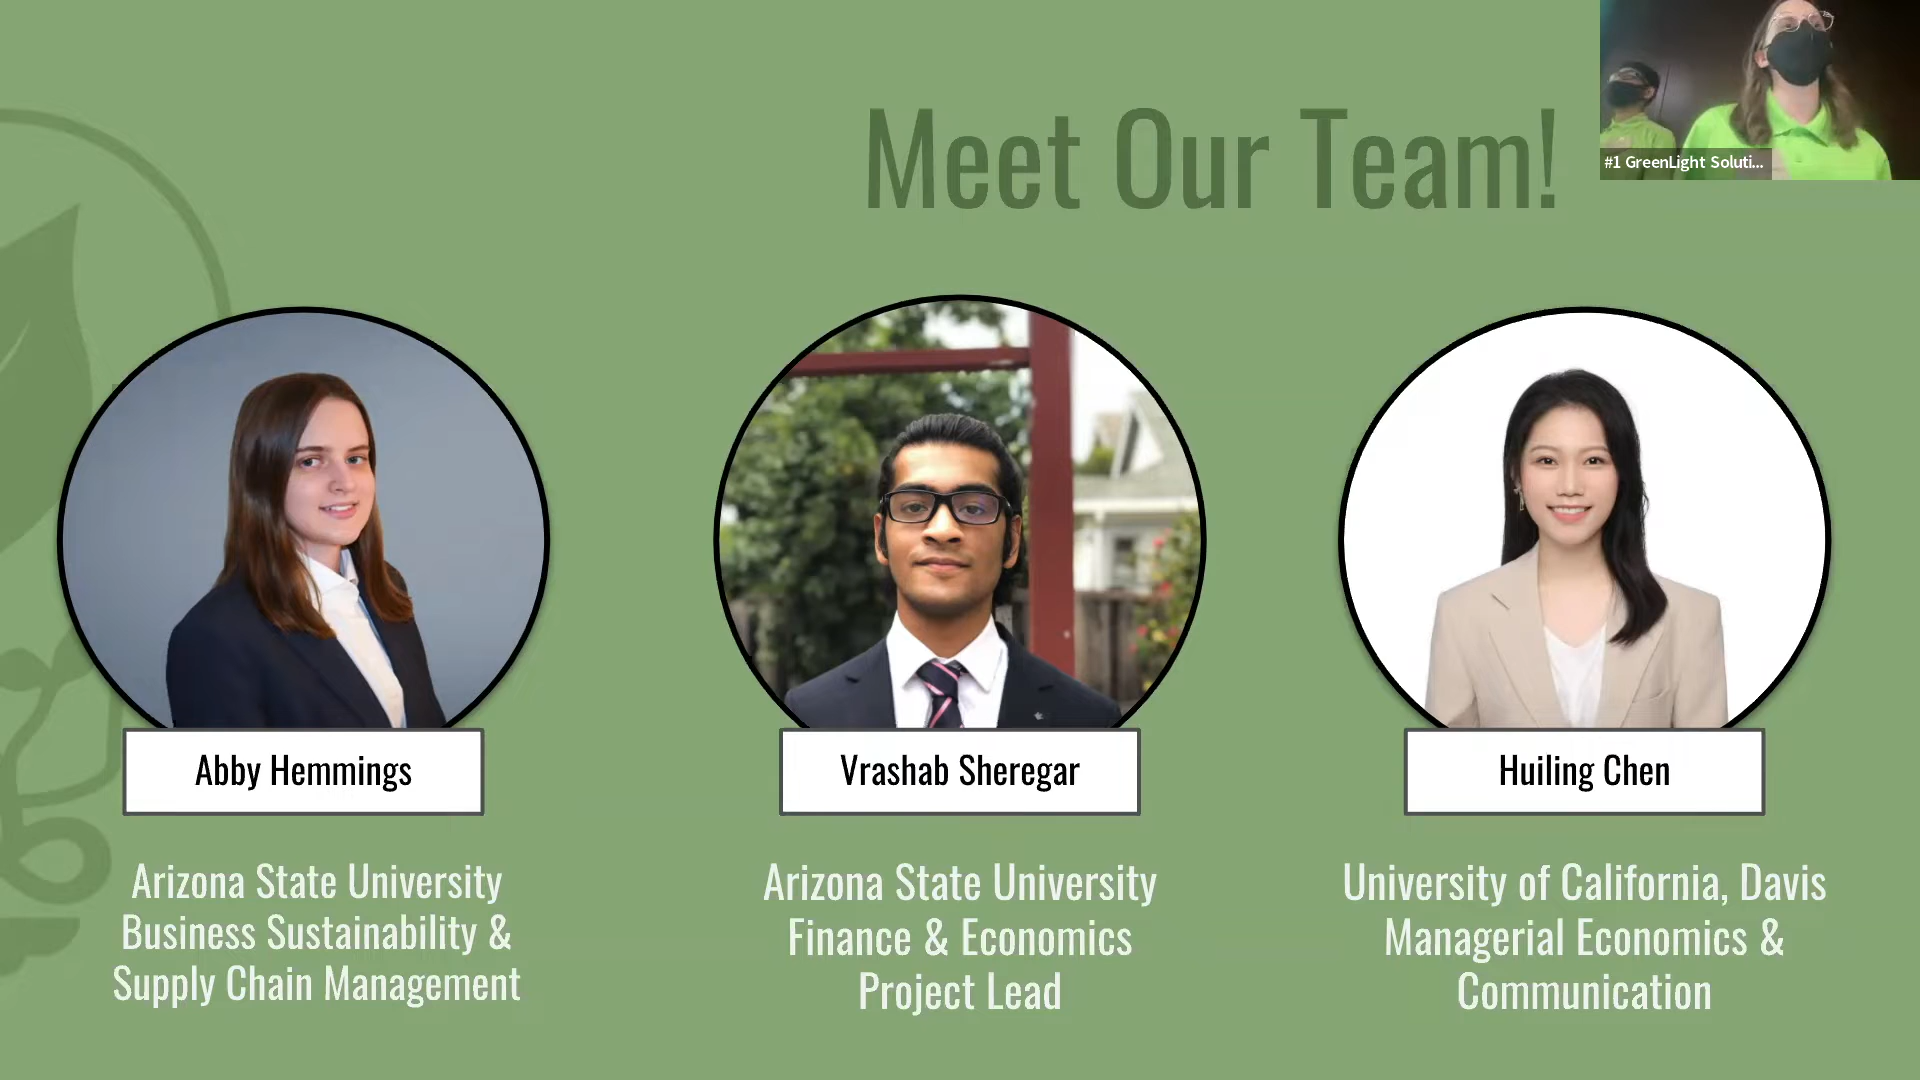 Meet Our Team!
#1 GreenLight Soluti...
Abby Hemmings
Vrashab Sheregar
Huiling Chen
Arizona State University
Business Sustainability &
Supply Chain Management
Arizona State University
Finance & Economics
Project Lead
University of California, Davis
Managerial Economics &
Communication